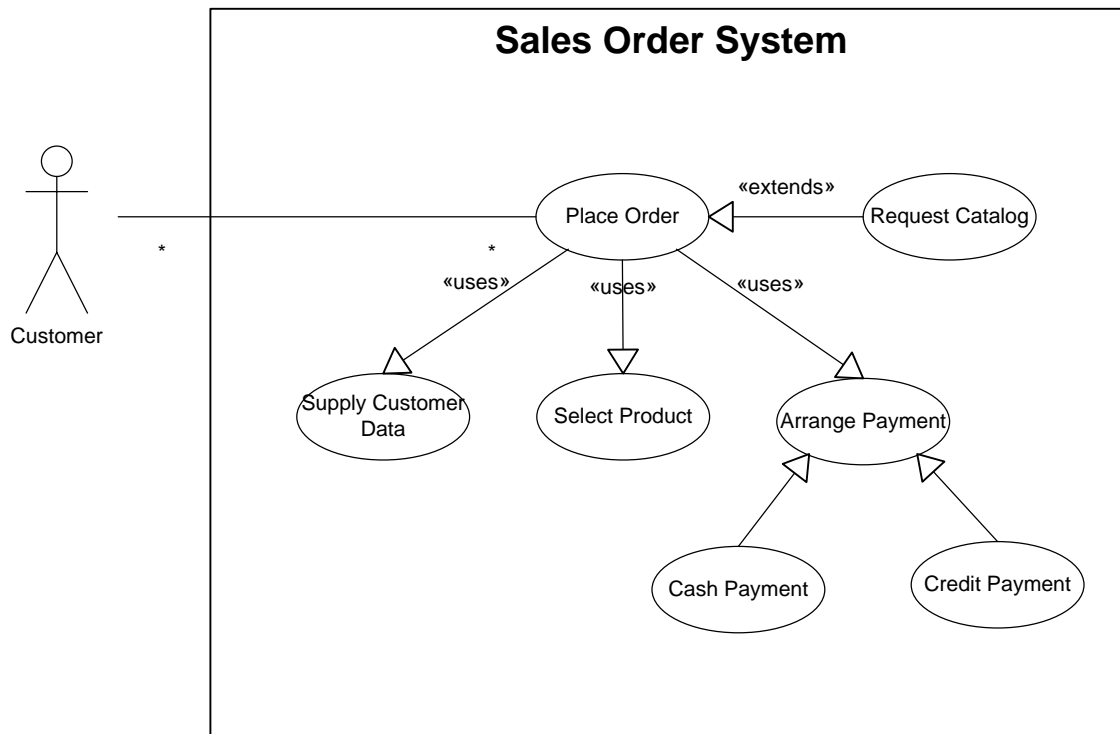 Sales Order System
«extends»
Place Order
Request Catalog
*
*
«uses»
«uses»
«uses»
Customer
Supply Customer
Data
Select Product
Arrange Payment
Cash Payment
Credit Payment